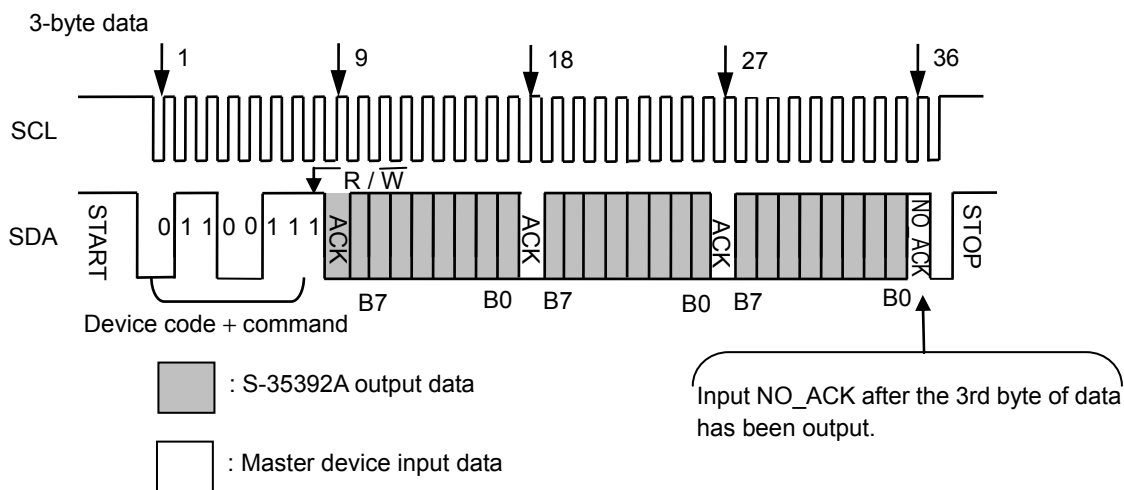 3-byte data
1 9 18 27 36
SCL
R / W
SDA START 0 1 1 0 0 1 1 1 ACK ACK ACK NO ACK STOP
B7 B0 B7 B0 B7 B0
Device code + command
: S-35392A output data
Input NO_ACK after the 3rd byte of data
has been output.
: Master device input data